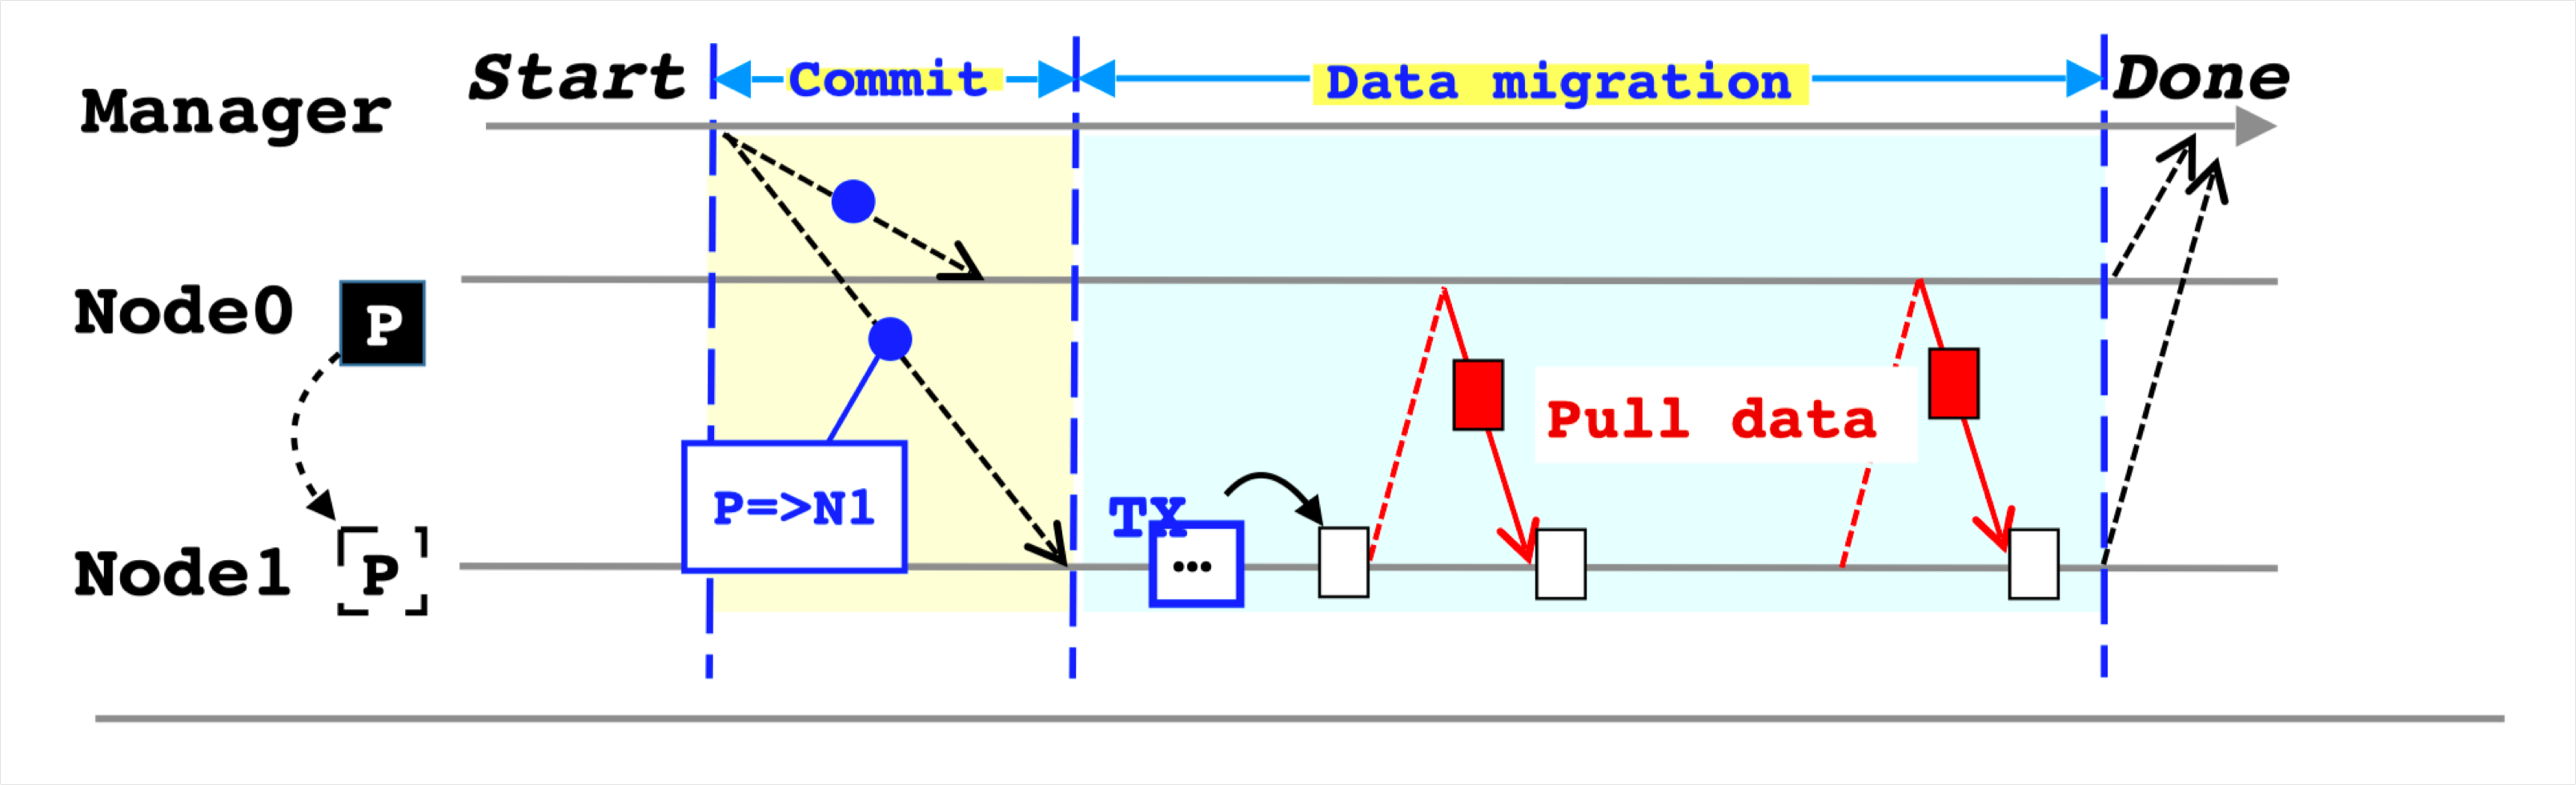 Start
Commit
Data migration
Done
Manager
Node0
P
Pull data
P=>N1
TX
...
Node1
P